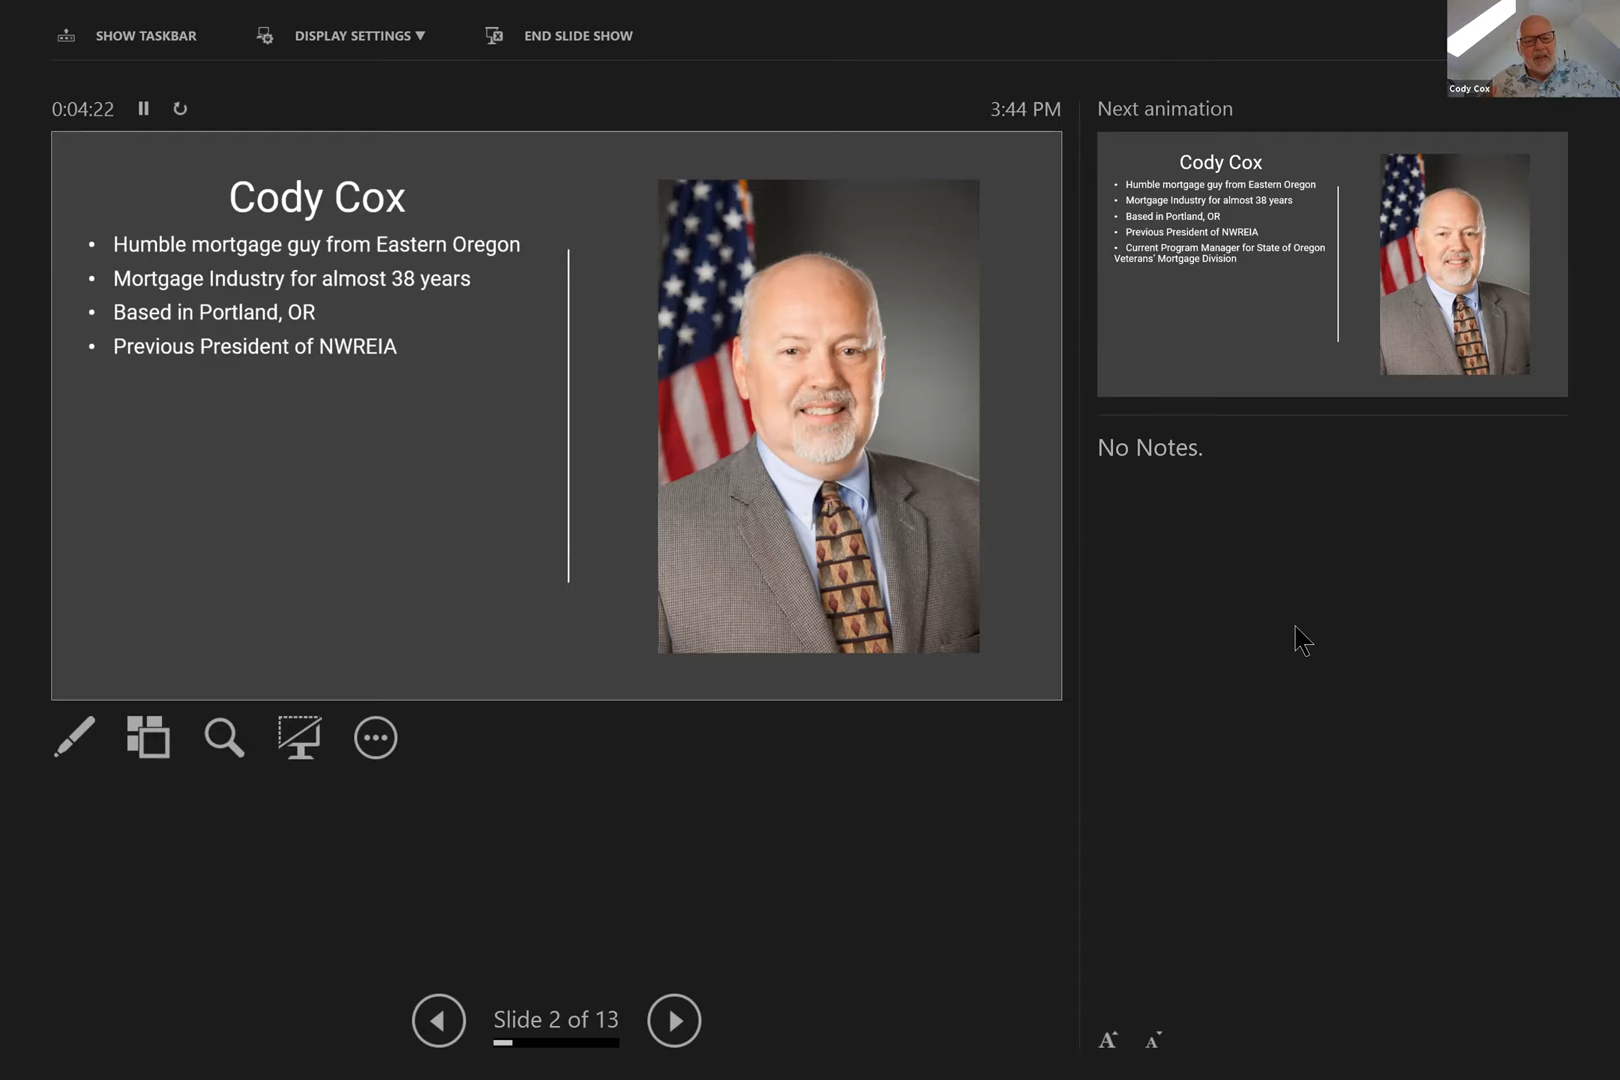 SHOW TASKBAR
DISPLAY SETTINGS ▼
END SLIDE SHOW
Cody Cox
0:04:22
3:44 PM
Cody Cox
• Humble mortgage guy from Eastern Oregon
• Mortgage Industry for almost 38 years
• Based in Portland, OR
• Previous President of NWREIA
Next animation
Cody Cox
• Humble mortgage guy from Eastern Oregon
• Mortgage Industry for almost 38 years
• Based in Portland, OR
• Previous President of NWREIA
• Current Program Manager for State of Oregon
Veterans' Mortgage Division
No Notes.
Slide 2 of 13
A A